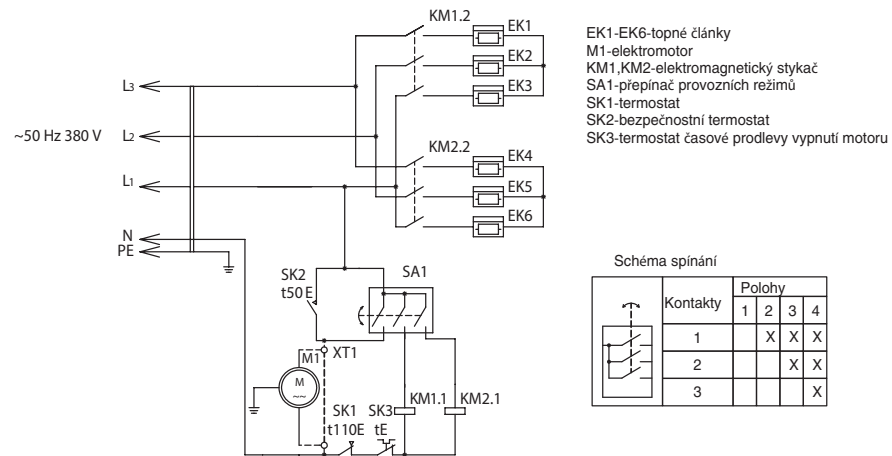 KM1.2
EK1
EK2
EK3
L3
~50 Hz 380 V
L2
KM2.2
EK4
L1
EK5
EK6
N
PE
SK2
t50 E
SA1
M1
XT1
M
~~
SK1
t110E
SK3
tE
KM1.1
KM2.1
EK1-EK6-topné články
M1-elektromotor
KM1,KM2-elektromagnetický stykač
SA1-přepínač provozních režimů
SK1-termostat
SK2-bezpečnostní termostat
SK3-termostat časové prodlevy vypnutí motoru
Schéma spínání
Kontakty Polohy
1 2 3 4
1 X X X
2 X X
3 X